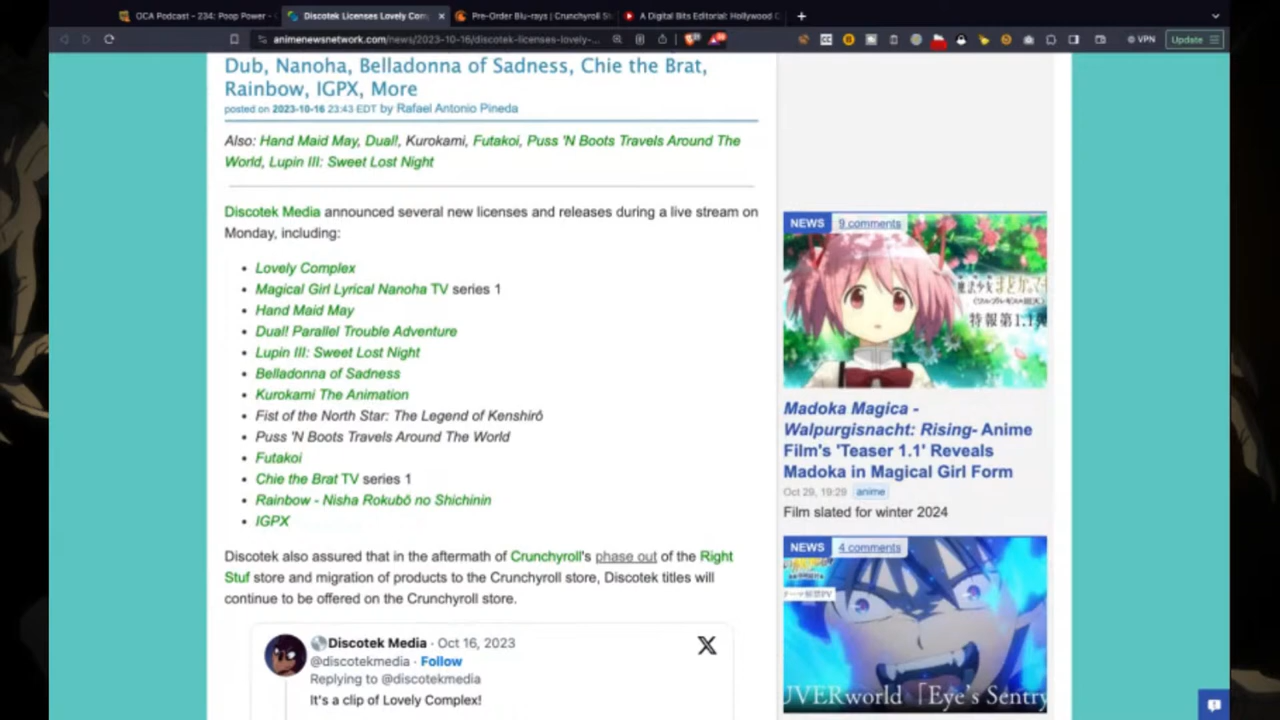 OCA Podcast - 234: Poop Power -
Discotek Licenses Lovely Com
Pre-Order Blu-rays | Crunchyroll St
A Digital Bits Editorial: Hollywood C
animenewsnetwork.com/news/2023-10-16/discotek-licenses-lovely-...
VPN
Update
Dub, Nanoha, Belladonna of Sadness, Chie the Brat,
Rainbow, IGPX, More
posted on 2023-10-16 23:43 EDT by Rafael Antonio Pineda
Also: Hand Maid May, Dual!, Kurokami, Futakoi, Puss 'N Boots Travels Around The
World, Lupin III: Sweet Lost Night
Discotek Media announced several new licenses and releases during a live stream on
Monday, including:
• Lovely Complex
• Magical Girl Lyrical Nanoha TV series 1
• Hand Maid May
• Dual! Parallel Trouble Adventure
• Lupin III: Sweet Lost Night
• Belladonna of Sadness
• Kurokami The Animation
• Fist of the North Star: The Legend of Kenshirō
• Puss 'N Boots Travels Around The World
• Futakoi
• Chie the Brat TV series 1
• Rainbow - Nisha Rokubō no Shichinin
• IGPX
Discotek also assured that in the aftermath of Crunchyroll's phase out of the Right
Stuf store and migration of products to the Crunchyroll store, Discotek titles will
continue to be offered on the Crunchyroll store.
Discotek Media · Oct 16, 2023
@discotekmedia · Follow
Replying to @discotekmedia
It's a clip of Lovely Complex!
NEWS 9 comments
特報第1.1弾
Madoka Magica -
Walpurgisnacht: Rising- Anime
Film's 'Teaser 1.1' Reveals
Madoka in Magical Girl Form
Oct 29, 19:29 anime
Film slated for winter 2024
NEWS 4 comments
UVERworld「Eye's Sentry